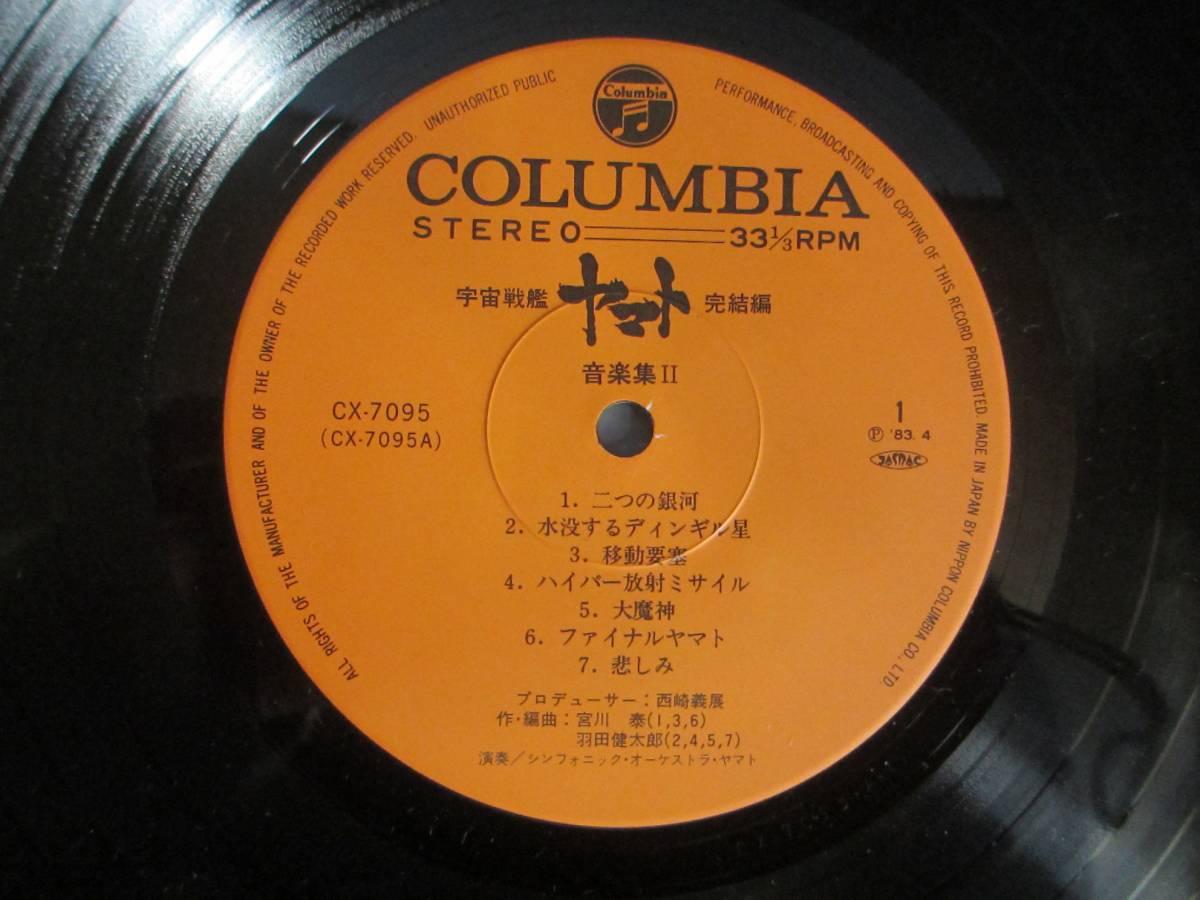 Columbia
ALL RIGHTS OF THE MANUFACTURER AND OF THE OWNER OF THE RECORDED WORK RESERVED. UNAUTHORIZED PUBLIC PERFORMANCE, BROADCASTING AND COPYING OF THIS RECORD PROHIBITED. MADE IN JAPAN BY NIPPON COLUMBIA CO., LTD
COLUMBIA
STEREO 33⅓RPM
宇宙戦艦 ヤマト 完結編
音楽集II
CX-7095 1
(CX-7095A) Ⓟ '83. 4
JASRAC
1. 二つの銀河
2. 水没するディンギル星
3. 移動要塞
4. ハイパー放射ミサイル
5. 大魔神
6. ファイナルヤマト
7. 悲しみ
プロデューサー：西崎義展
作・編曲：宮川 泰(1,3,6)
羽田健太郎(2,4,5,7)
演奏／シンフォニック・オーケストラ・ヤマト